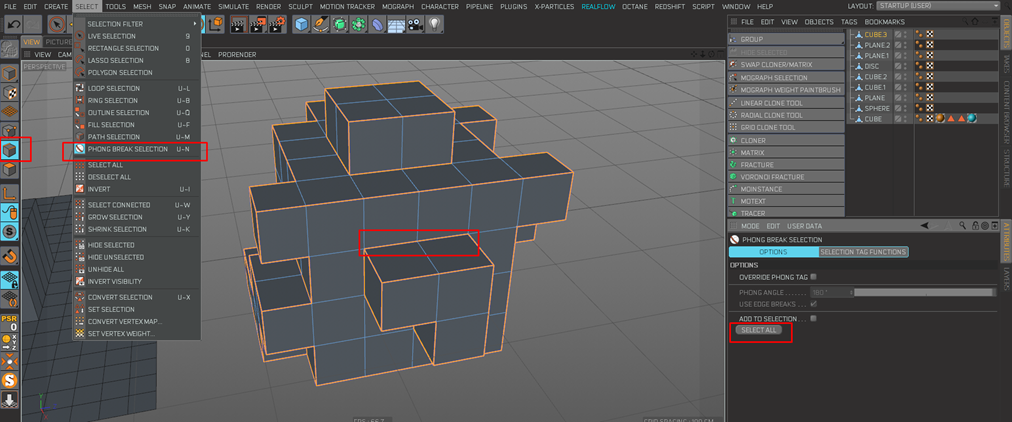 FILE EDIT CREATE SELECT TOOLS MESH SNAP ANIMATE SIMULATE RENDER SCULPT MOTION TRACKER MOGRAPH CHARACTER PIPELINE PLUGINS X-PARTICLES REALFLOW OCTANE REDSHIFT SCRIPT WINDOW HELP LAYOUT: STARTUP (USER)
SELECTION FILTER
LIVE SELECTION 9
RECTANGLE SELECTION 0
LASSO SELECTION 8
POLYGON SELECTION
LOOP SELECTION U~L
RING SELECTION U~B
OUTLINE SELECTION U~Q
FILL SELECTION U~F
PATH SELECTION U~M
PHONG BREAK SELECTION U~N
SELECT ALL
DESELECT ALL
INVERT U~I
SELECT CONNECTED U~W
GROW SELECTION U~Y
SHRINK SELECTION U~K
HIDE SELECTED
HIDE UNSELECTED
UNHIDE ALL
INVERT VISIBILITY
CONVERT SELECTION U~X
SET SELECTION
CONVERT VERTEX MAP...
SET VERTEX WEIGHT...
VIEW PICTURE
VIEW CAM
NEL PRORENDER
PERSPECTIVE
PSR
0
X
Y
Z
FPS : 66.7
GRID SPACING : 100 CM
GROUP
HIDE SELECTED
SWAP CLONER/MATRIX
MOGRAPH SELECTION
MOGRAPH WEIGHT PAINTBRUSH
LINEAR CLONE TOOL
RADIAL CLONE TOOL
GRID CLONE TOOL
CLONER
MATRIX
FRACTURE
VORONOI FRACTURE
MOINSTANCE
MOTEXT
TRACER
FILE EDIT VIEW OBJECTS TAGS BOOKMARKS
CUBE.3
PLANE.2
PLANE.1
DISC
CUBE.2
CUBE.1
PLANE
SPHERE
CUBE
OBJECTS
CONTENT BROWSER
STRUCTURE
MODE EDIT USER DATA
PHONG BREAK SELECTION
OPTIONS SELECTION TAG FUNCTIONS
OPTIONS
OVERRIDE PHONG TAG
PHONG ANGLE . . . . . . 180 °
USE EDGE BREAKS . . .
ADD TO SELECTION . . .
SELECT ALL
ATTRIBUTES
LAYERS